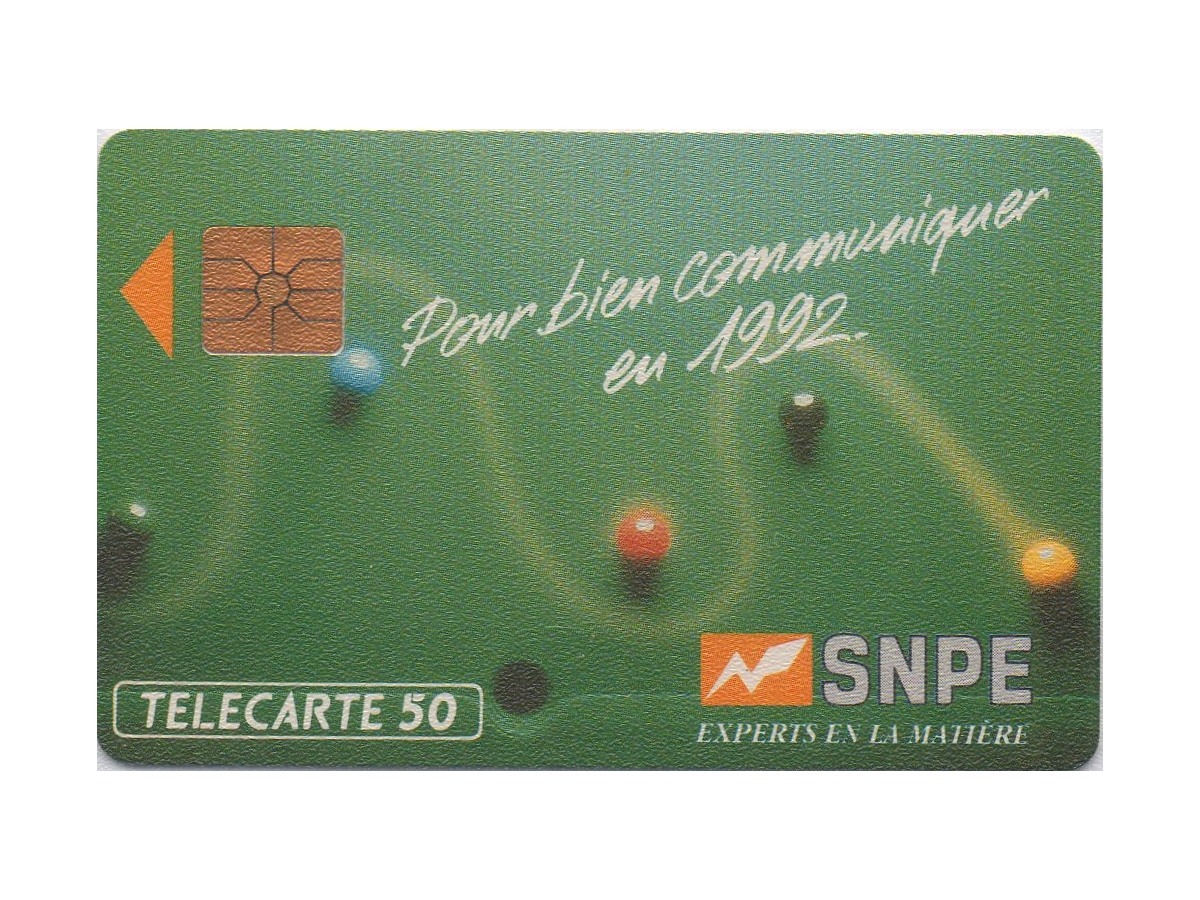 Pour bien communiquer
en 1992.
SNPE
EXPERTS EN LA MATIÈRE
TELECARTE 50